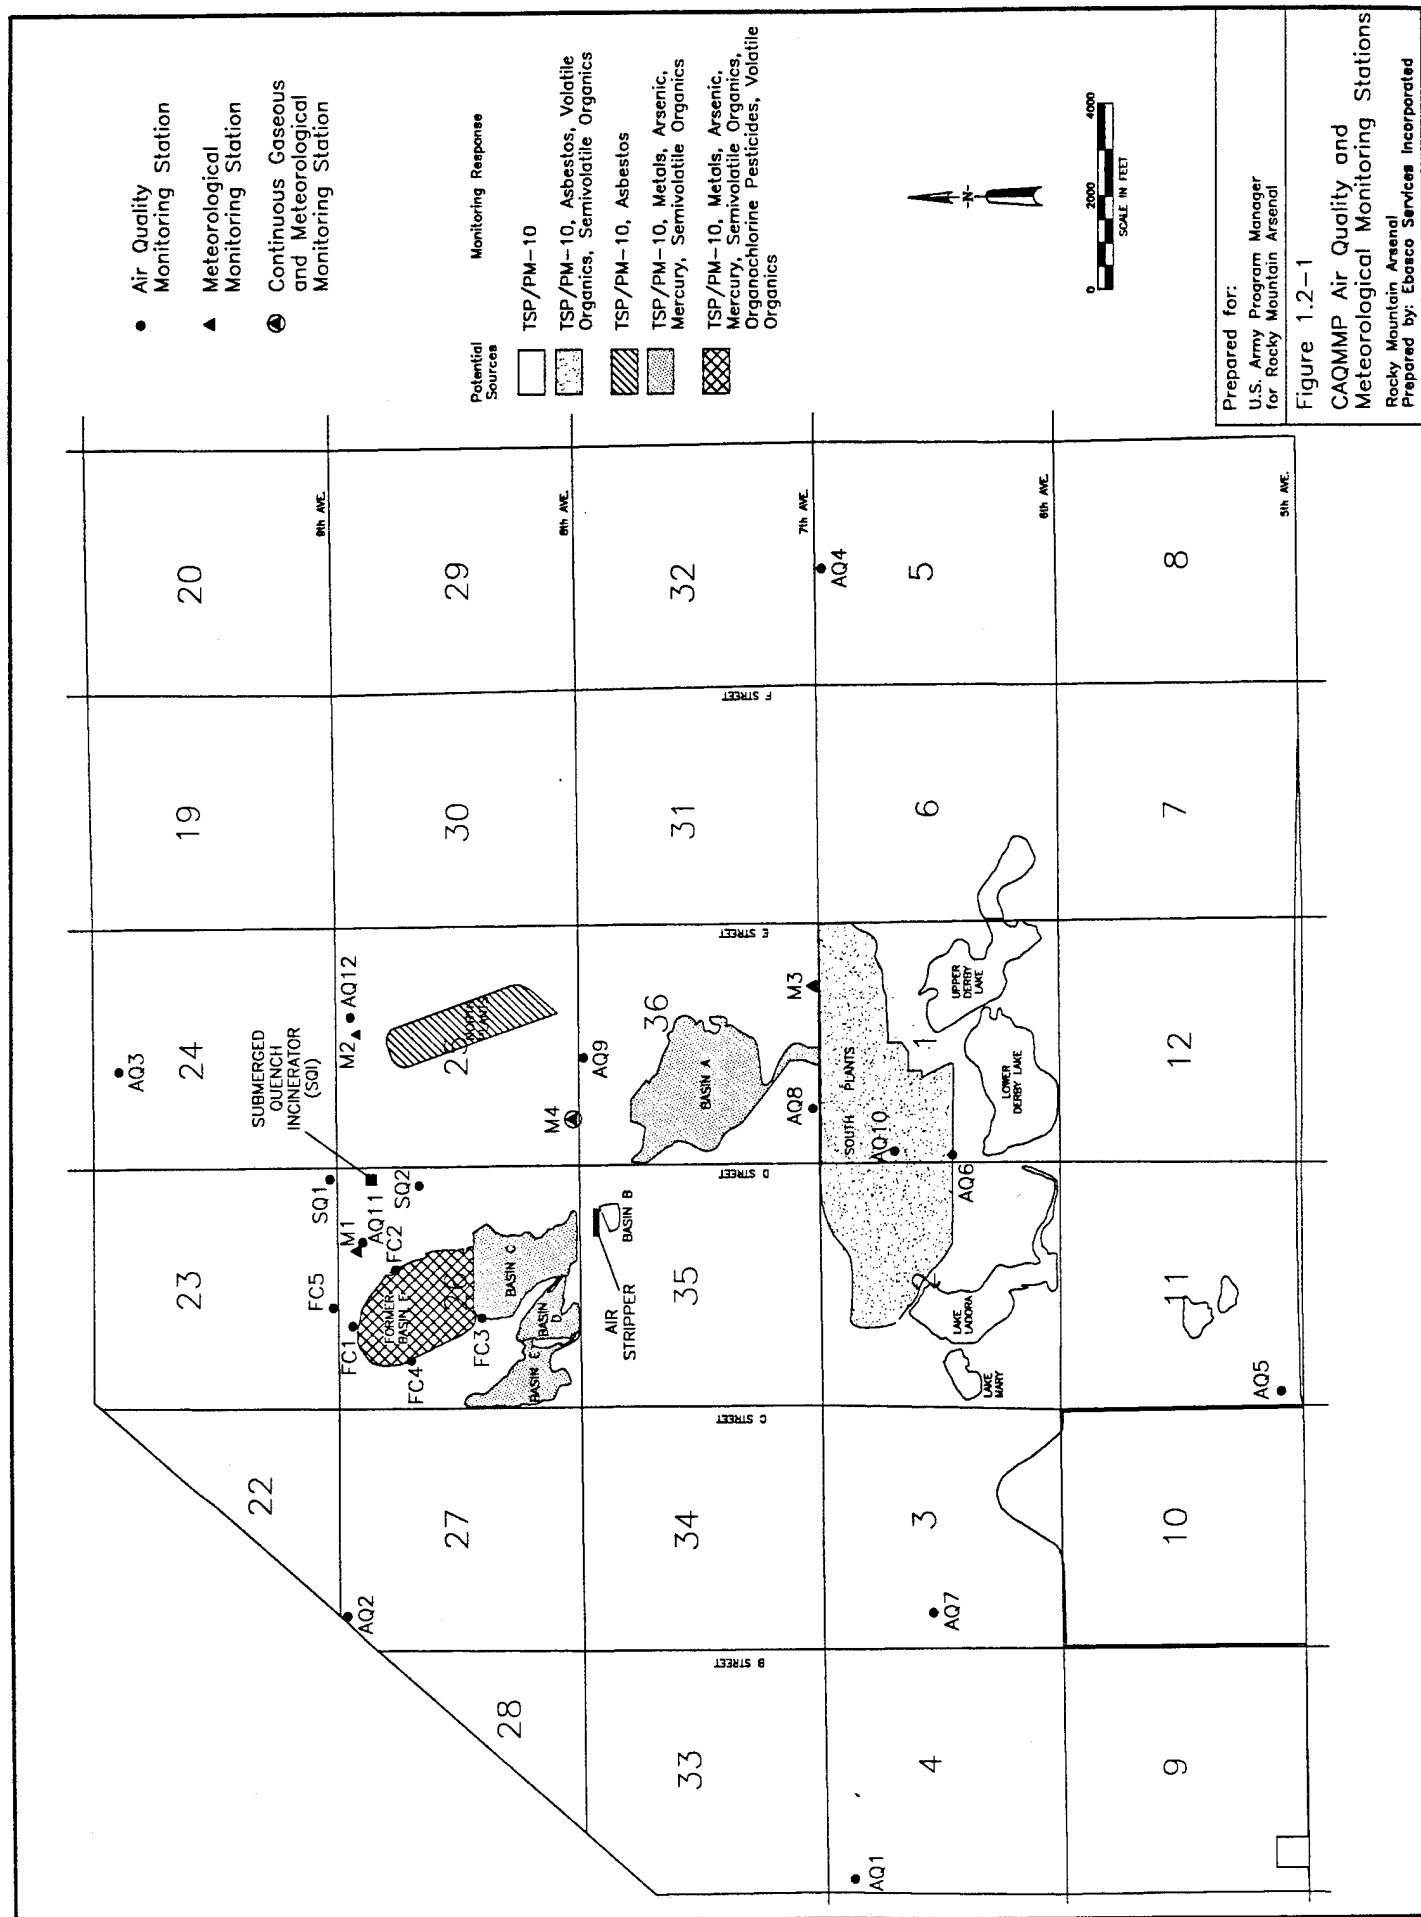 Air Quality
Monitoring Station
Meteorological
Monitoring Station
Continuous Gaseous
and Meteorological
Monitoring Station
Potential
Sources
Monitoring Response
TSP/PM-10
TSP/PM-10, Asbestos, Volatile
Organics, Semivolatile Organics
TSP/PM-10, Asbestos
TSP/PM-10, Metals, Arsenic,
Mercury, Semivolatile Organics
TSP/PM-10, Metals, Arsenic,
Mercury, Semivolatile Organics,
Organochlorine Pesticides, Volatile
Organics
-N-
0 2000 4000
SCALE IN FEET
Prepared for:
U.S. Army Program Manager
for Rocky Mountain Arsenal
Figure 1.2-1
CAQMMP Air Quality and
Meteorological Monitoring Stations
Rocky Mountain Arsenal
Prepared by: Ebasco Services Incorporated
22
23
24
19
20
AQ3
SUBMERGED
QUENCH
INCINERATOR
(SQI)
9th AVE.
AQ2
FC5
SQ1
FC1
M1
AQ11
FC2
M2
AQ12
SQ2
FC4
FC3
FORMER
BASIN F
BASIN C
BASIN
D
BASIN E
28
27
30
29
8th AVE.
M4
AQ9
AIR
STRIPPER
BASIN B
BASIN A
33
34
35
36
31
32
B STREET
C STREET
D STREET
E STREET
F STREET
7th AVE.
AQ8
M3
AQ4
AQ1
SOUTH PLANTS
AQ10
AQ6
AQ7
4
3
2
1
6
5
LAKE
MARY
LAKE
LADORA
LOWER
DERBY LAKE
UPPER
DERBY
LAKE
6th AVE.
9
10
11
12
7
8
AQ5
5th AVE.